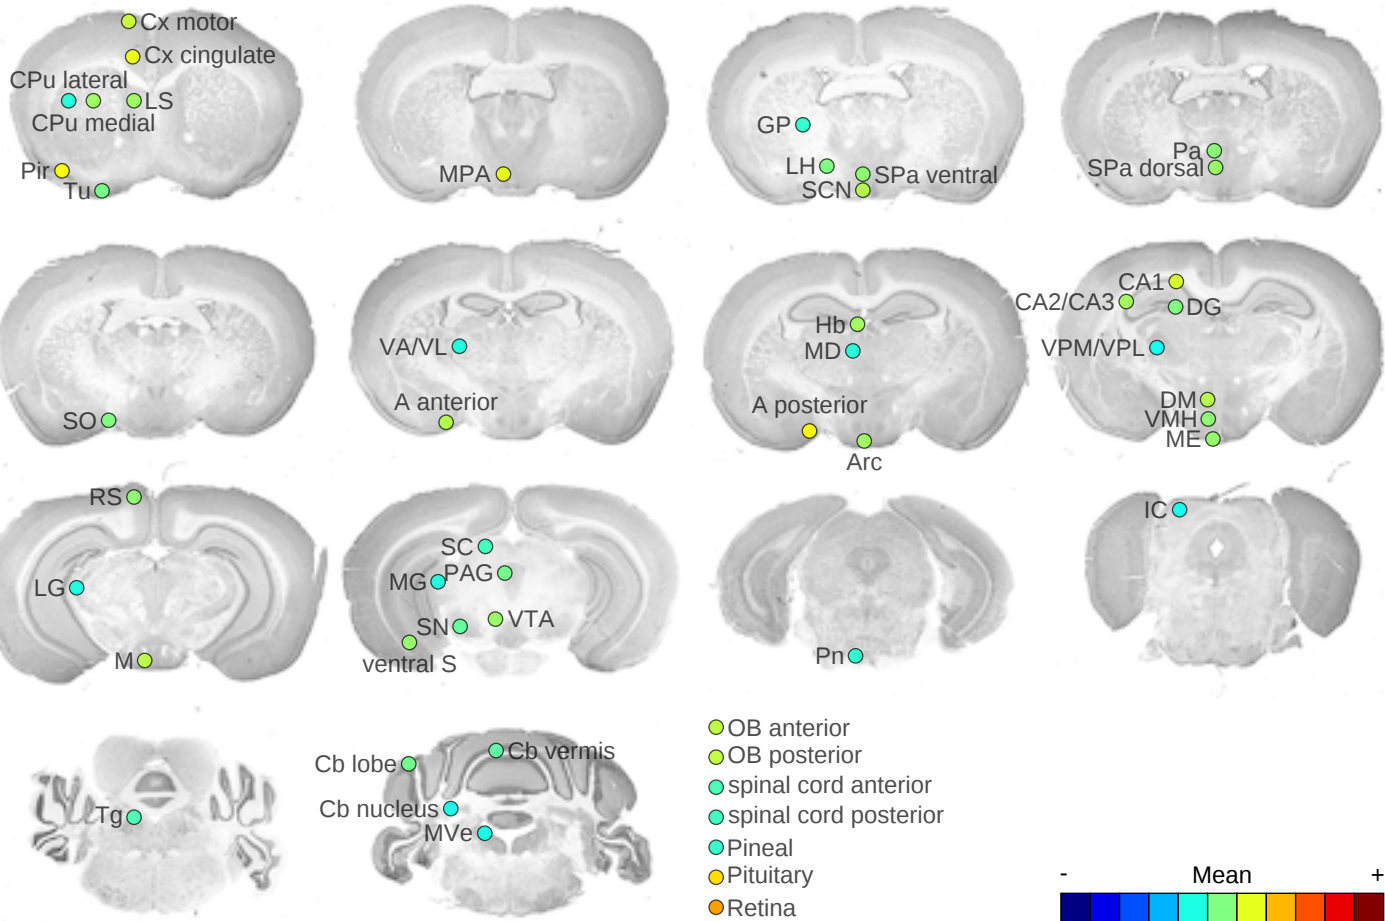 Cx motor
Cx cingulate
CPu lateral
LS
CPu medial
Pir
Tu
MPA
GP
LH
SPa ventral
SCN
Pa
SPa dorsal
SO
VA/VL
A anterior
Hb
MD
A posterior
Arc
CA1
CA2/CA3
DG
VPM/VPL
DM
VMH
ME
RS
LG
M
SC
MG
PAG
SN
VTA
ventral S
Pn
IC
Tg
Cb lobe
Cb vermis
Cb nucleus
MVe
OB anterior
OB posterior
spinal cord anterior
spinal cord posterior
Pineal
Pituitary
Retina
- Mean +